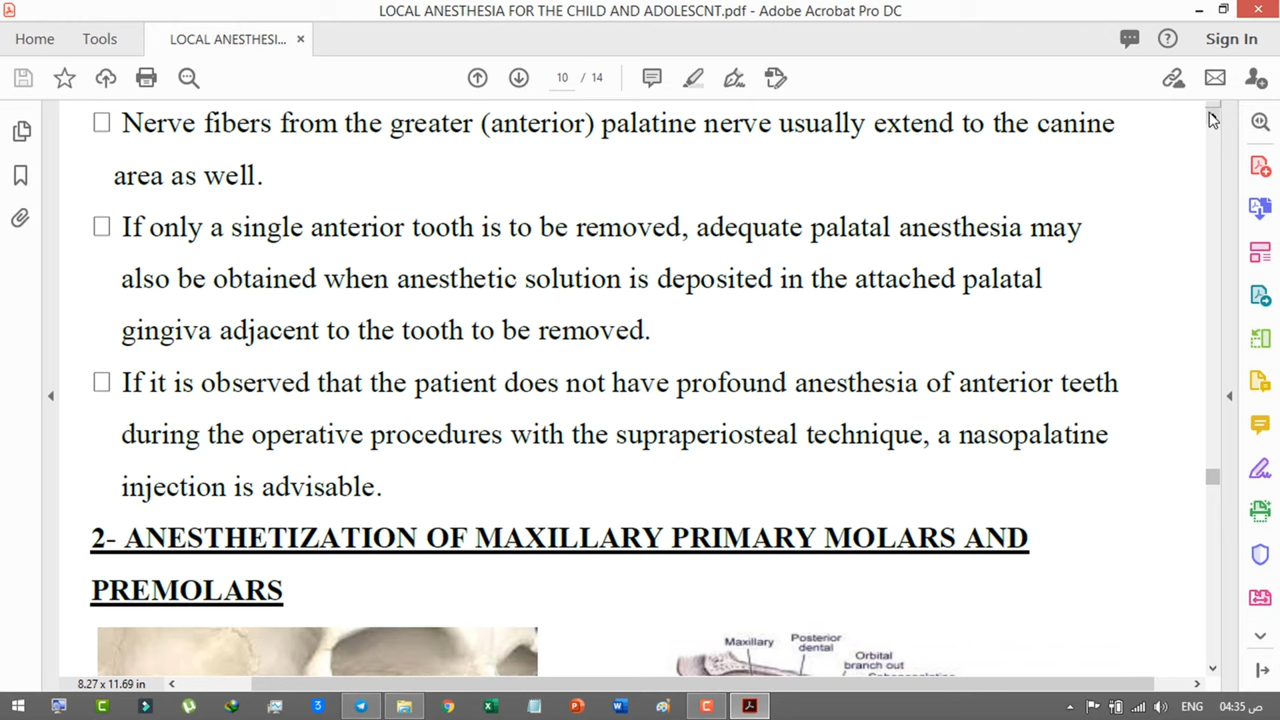 LOCAL ANESTHESIA FOR THE CHILD AND ADOLESCNT.pdf - Adobe Acrobat Pro DC
Home Tools LOCAL ANESTHESI... × Sign In
10 / 14
Nerve fibers from the greater (anterior) palatine nerve usually extend to the canine
area as well.
If only a single anterior tooth is to be removed, adequate palatal anesthesia may
also be obtained when anesthetic solution is deposited in the attached palatal
gingiva adjacent to the tooth to be removed.
If it is observed that the patient does not have profound anesthesia of anterior teeth
during the operative procedures with the supraperiosteal technique, a nasopalatine
injection is advisable.
2- ANESTHETIZATION OF MAXILLARY PRIMARY MOLARS AND
PREMOLARS
Maxillary
Posterior
dental
Orbital
branch out
8.27 x 11.69 in
ENG 04:35 ص